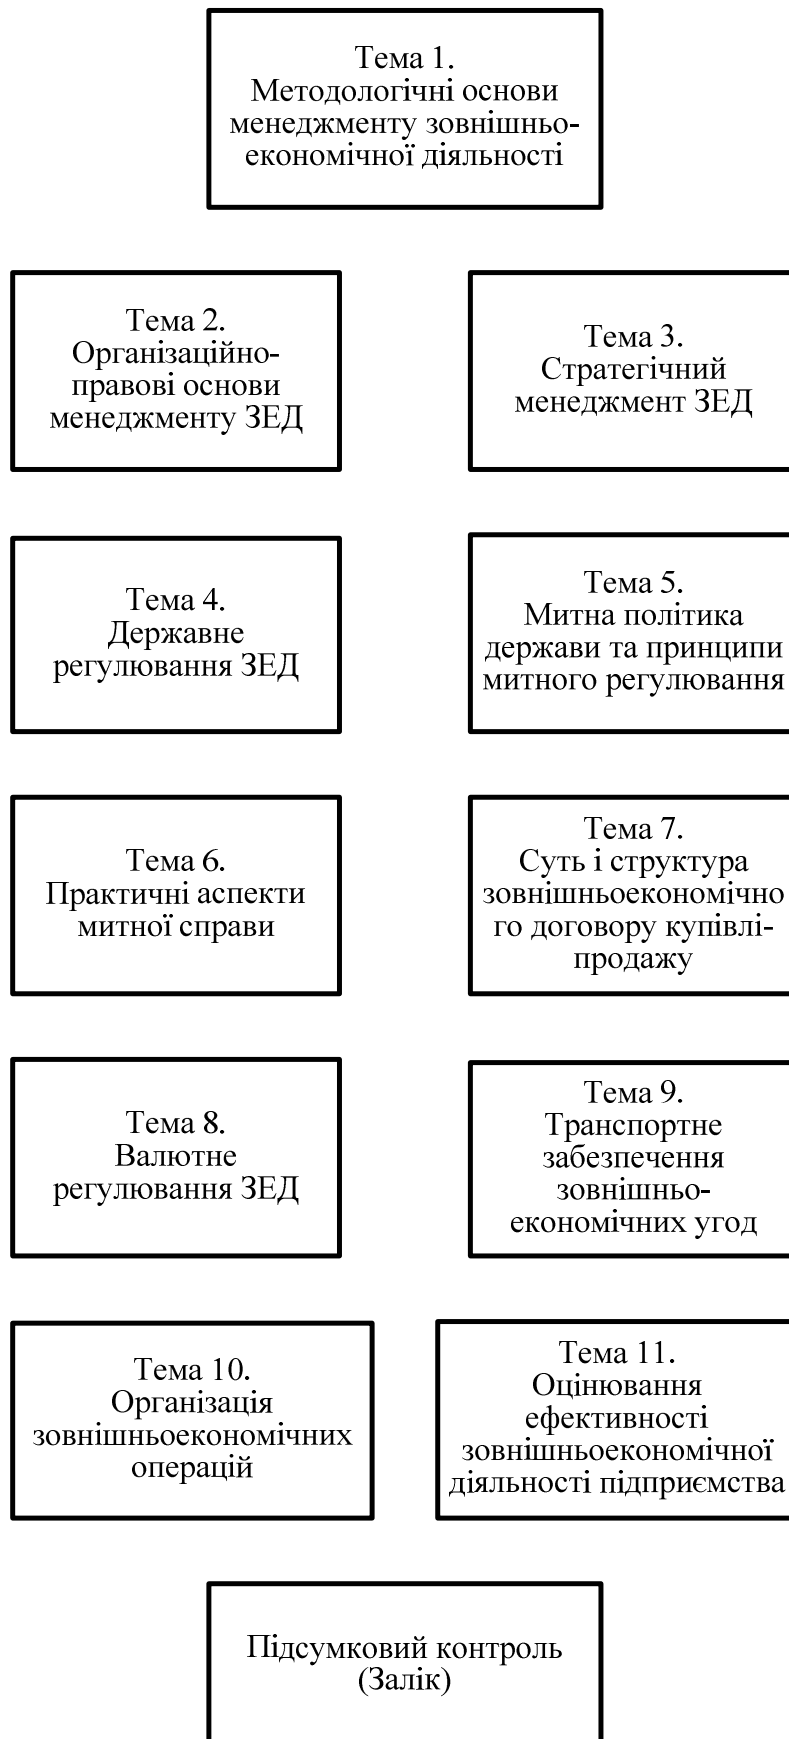 Тема 1.
Методологічні основи
менеджменту зовнішньо-
економічної діяльності
Тема 2.
Організаційно-
правові основи
менеджменту ЗЕД
Тема 3.
Стратегічний
менеджмент ЗЕД
Тема 4.
Державне
регулювання ЗЕД
Тема 5.
Митна політика
держави та принципи
митного регулювання
Тема 6.
Практичні аспекти
митної справи
Тема 7.
Суть і структура
зовнішньоекономічно
го договору купівлі-
продажу
Тема 8.
Валютне
регулювання ЗЕД
Тема 9.
Транспортне
забезпечення
зовнішньо-
економічних угод
Тема 10.
Організація
зовнішньоекономічних
операцій
Тема 11.
Оцінювання
ефективності
зовнішньоекономічної
діяльності підприємства
Підсумковий контроль
(Залік)